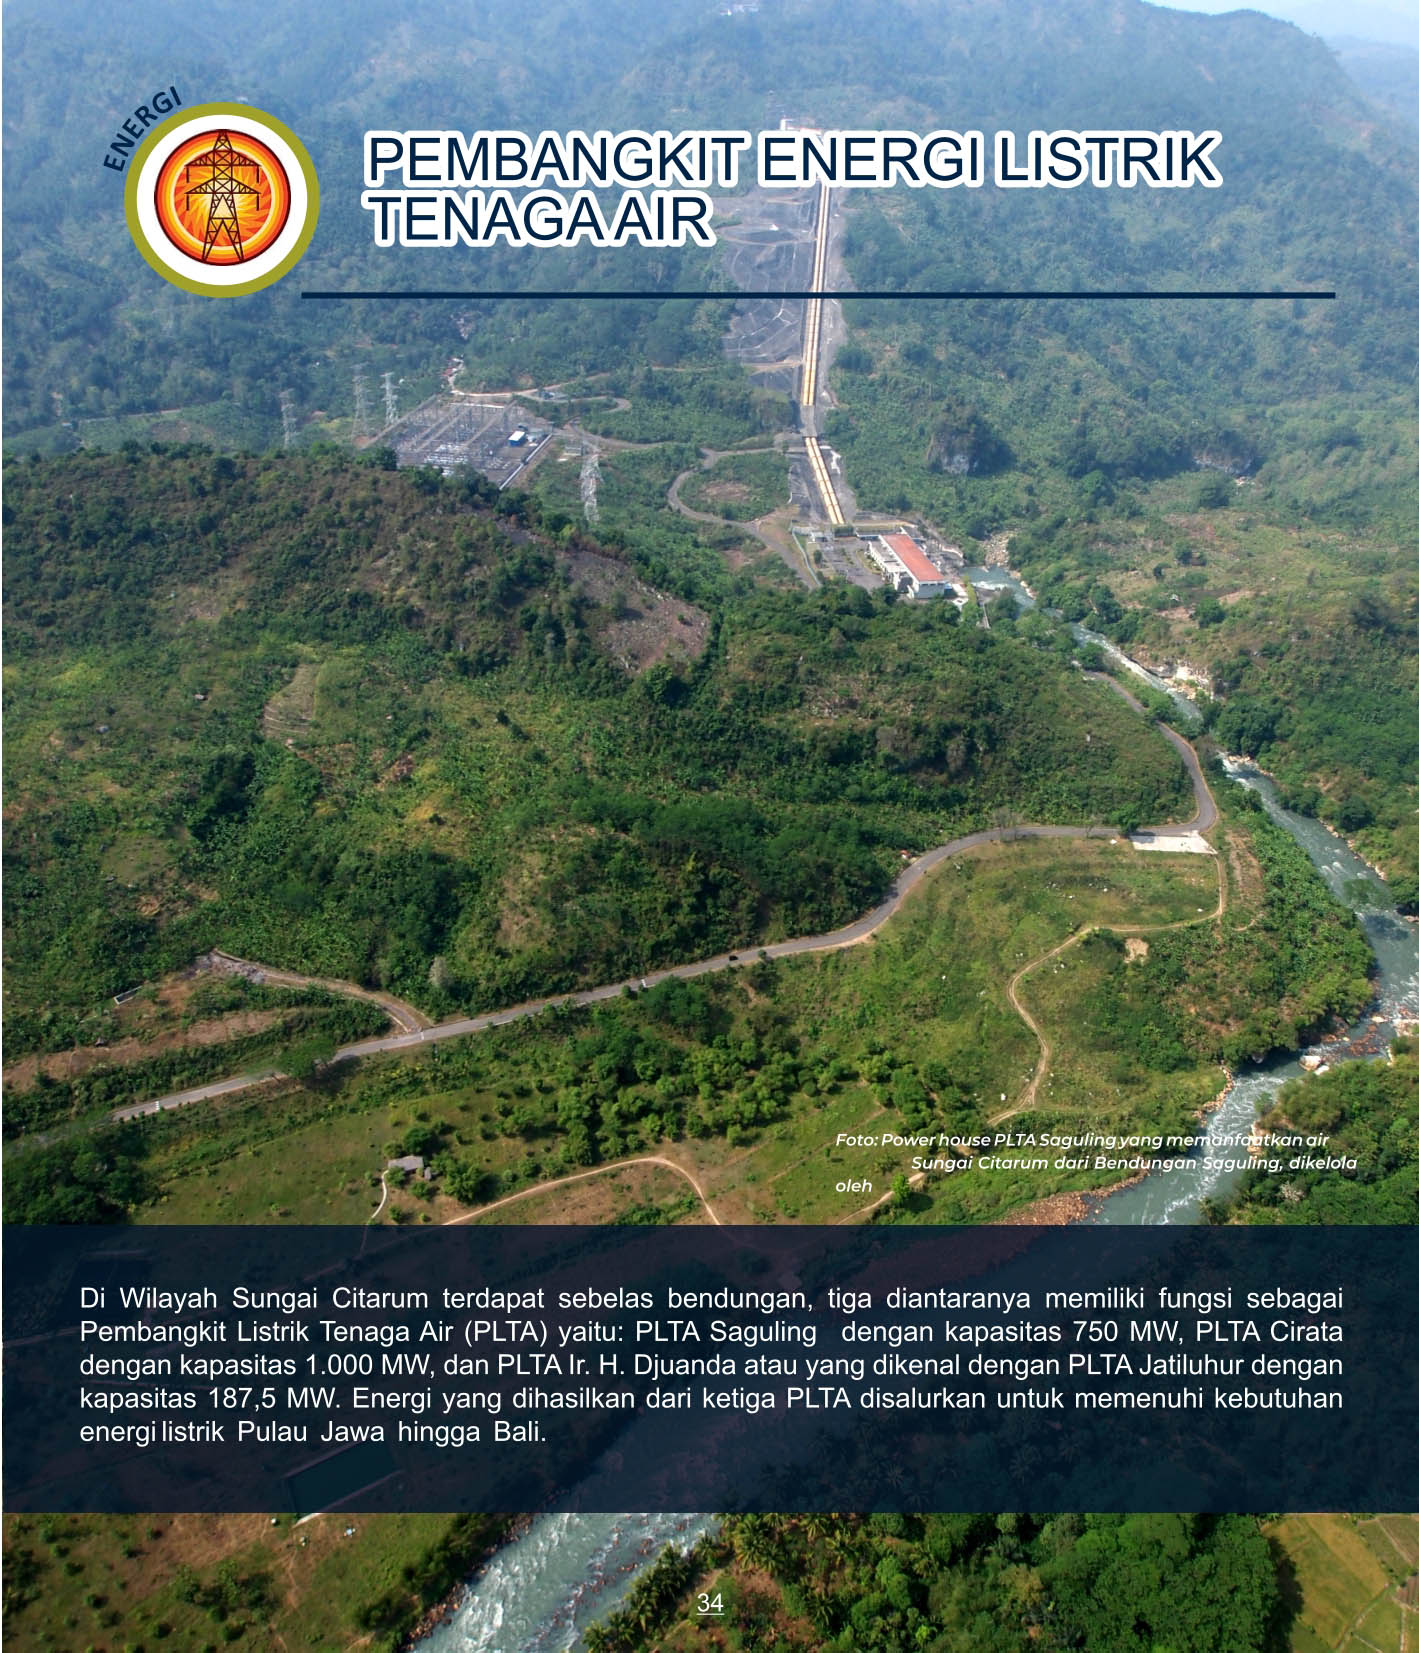 ENERGI
PEMBANGKIT ENERGI LISTRIK
TENAGA AIR
Foto: Power house PLTA Saguling yang memanfaatkan air
Sungai Citarum dari Bendungan Saguling, dikelola
oleh
Di Wilayah Sungai Citarum terdapat sebelas bendungan, tiga diantaranya memiliki fungsi sebagai
Pembangkit Listrik Tenaga Air (PLTA) yaitu: PLTA Saguling dengan kapasitas 750 MW, PLTA Cirata
dengan kapasitas 1.000 MW, dan PLTA Ir. H. Djuanda atau yang dikenal dengan PLTA Jatiluhur dengan
kapasitas 187,5 MW. Energi yang dihasilkan dari ketiga PLTA disalurkan untuk memenuhi kebutuhan
energi listrik Pulau Jawa hingga Bali.
34